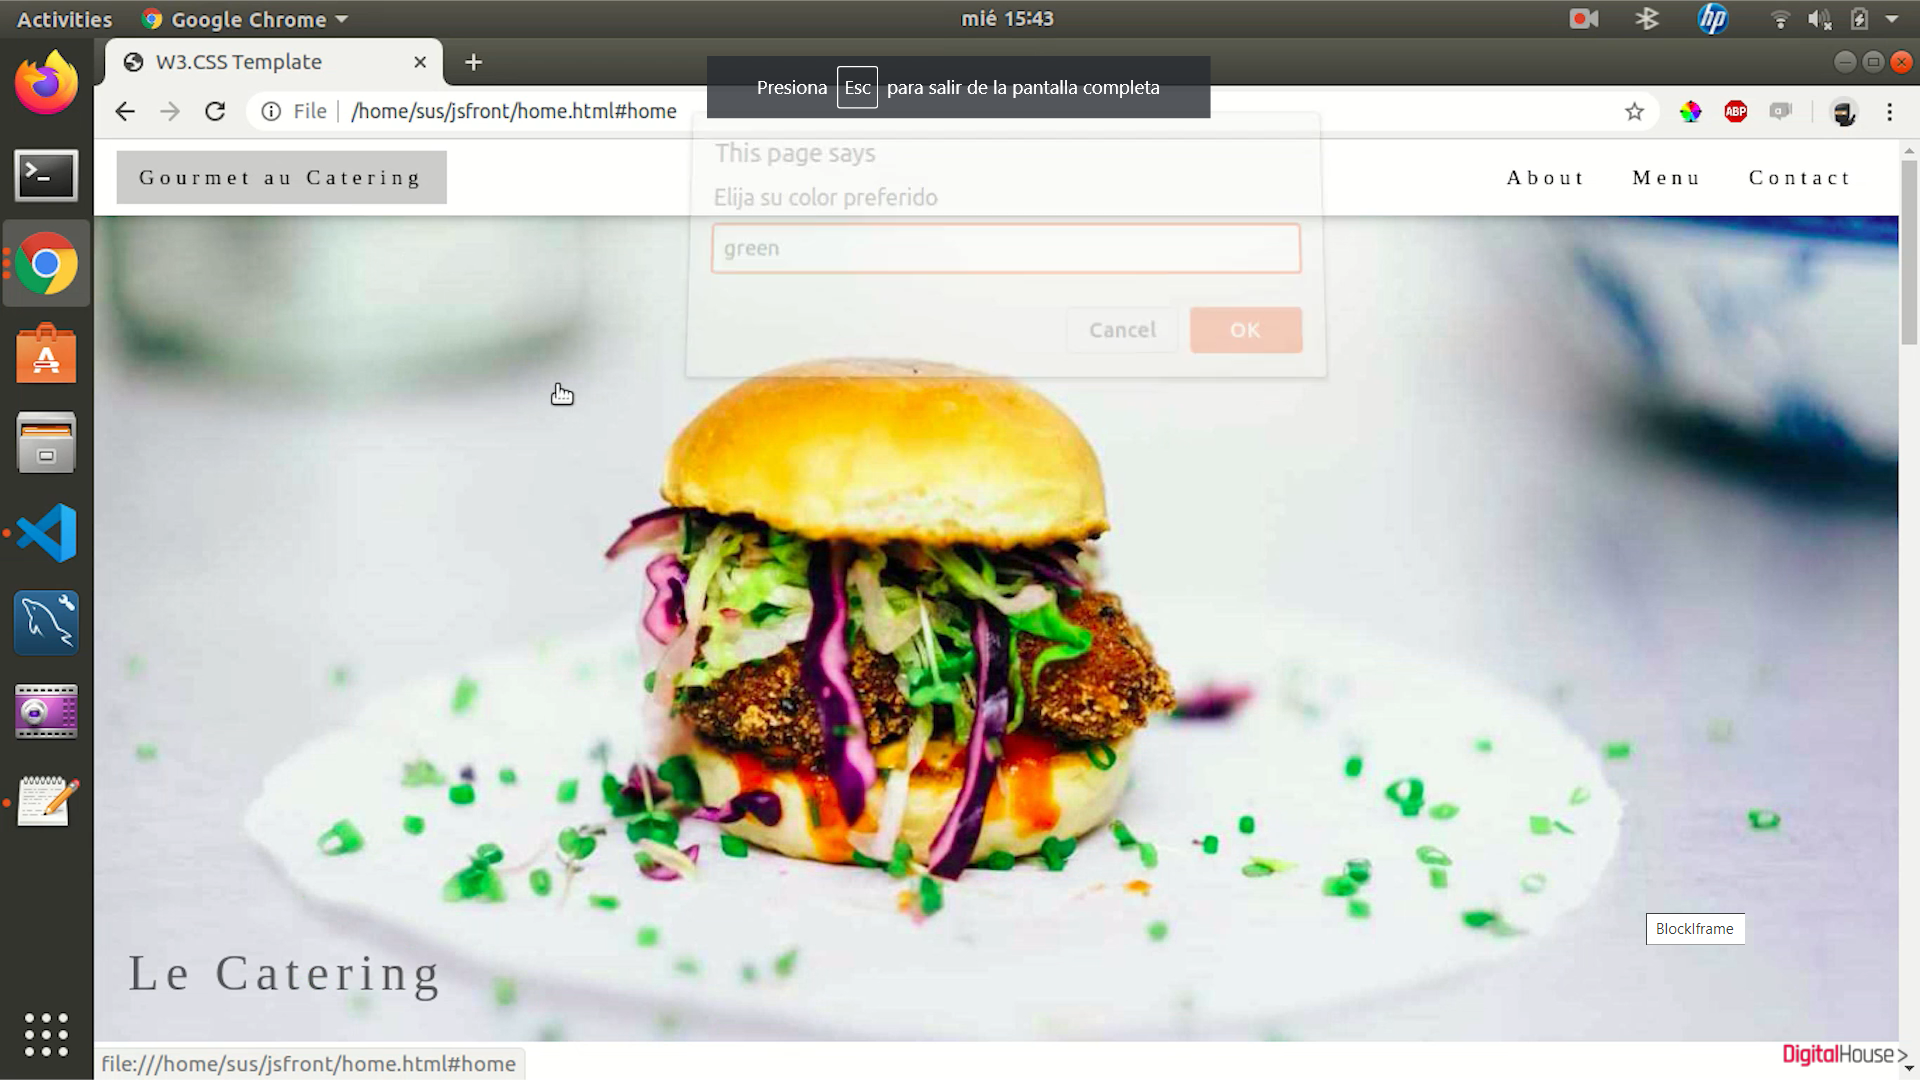 Activities
Google Chrome
mié 15:43
W3.CSS Template
Presiona Esc para salir de la pantalla completa
File
/home/sus/jsfront/home.html#home
ABP
This page says
Gourmet au Catering
About
Menu
Contact
Elija su color preferido
green
Cancel
OK
BlockIframe
Le Catering
file:///home/sus/jsfront/home.html#home
DigitalHouse>